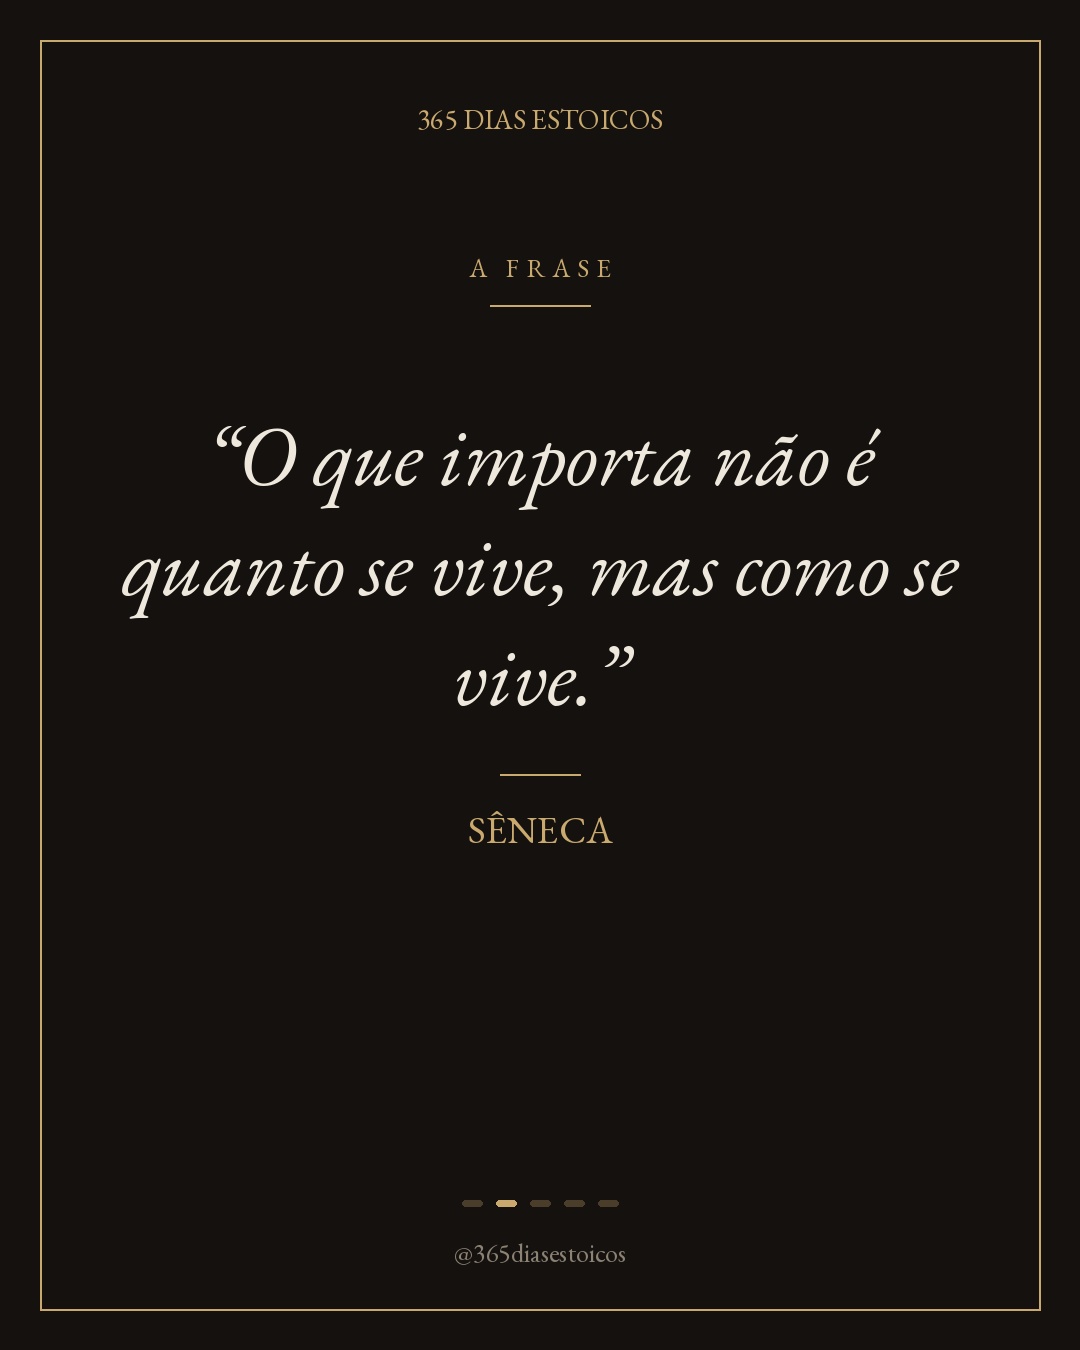 365 DIAS ESTOICOS
A FRASE
“O que importa não é
quanto se vive, mas como se
vive.”
SÊNECA
@365diasestoicos